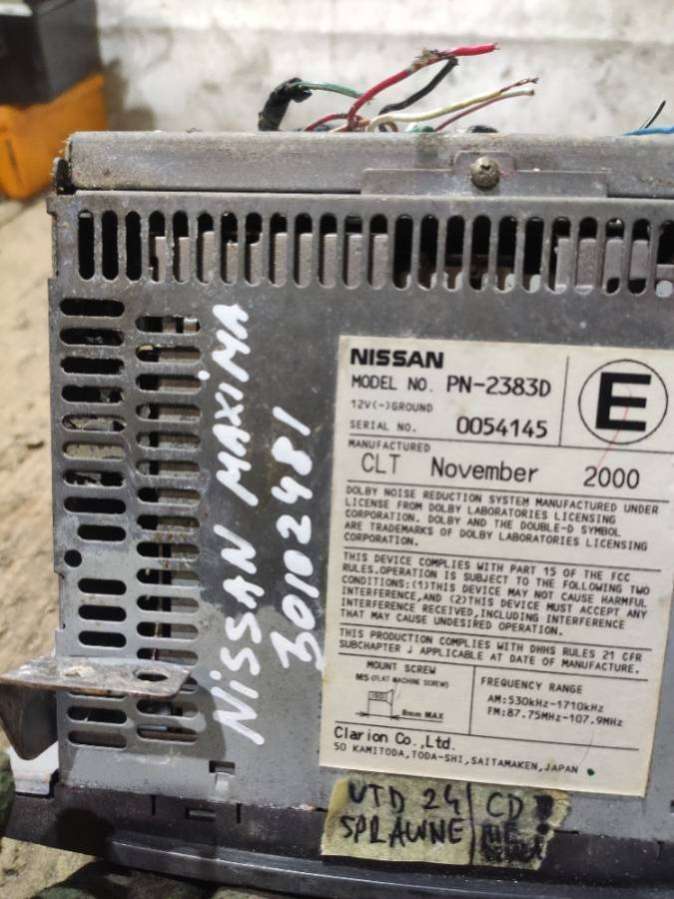 NISSAN MAXIMA
30102481
NISSAN
MODEL NO. PN-2383D
12V(-)GROUND
SERIAL NO. 0054145
E
MANUFACTURED
CLT November 2000
DOLBY NOISE REDUCTION SYSTEM MANUFACTURED UNDER
LICENSE FROM DOLBY LABORATORIES LICENSING
CORPORATION. DOLBY AND THE DOUBLE-D SYMBOL
ARE TRADEMARKS OF DOLBY LABORATORIES LICENSING
CORPORATION.
THIS DEVICE COMPLIES WITH PART 15 OF THE FCC
RULES.OPERATION IS SUBJECT TO THE FOLLOWING TWO
CONDITIONS:(1)THIS DEVICE MAY NOT CAUSE HARMFUL
INTERFERENCE,AND (2)THIS DEVICE MUST ACCEPT ANY
INTERFERENCE RECEIVED,INCLUDING INTERFERENCE
THAT MAY CAUSE UNDESIRED OPERATION.
THIS PRODUCTION COMPLIES WITH DHHS RULES 21 CFR
SUBCHAPTER J APPLICABLE AT DATE OF MANUFACTURE.
MOUNT SCREW
M5(FLAT MACHINE SCREWS)
8mm MAX
FREQUENCY RANGE
AM:530kHz-1710kHz
FM:87.75MHz-107.9MHz
Clarion Co.,Ltd.
50 KAMITODA,TODA-SHI,SAITAMAKEN,JAPAN
UTD 24 CD
SPRAWNE